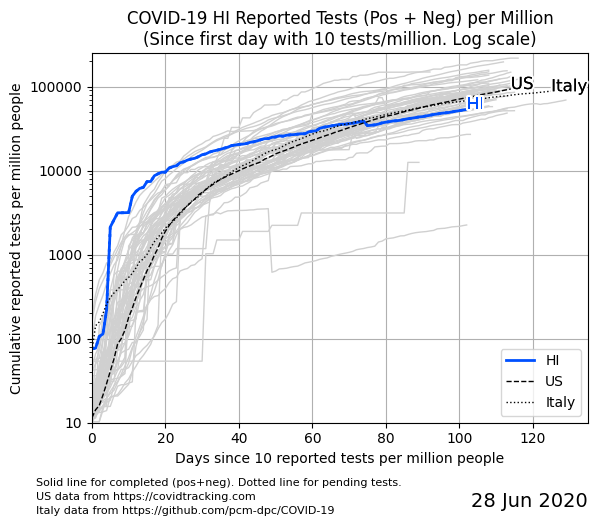 COVID-19 HI Reported Tests (Pos + Neg) per Million
(Since first day with 10 tests/million. Log scale)
Cumulative reported tests per million people
100000
10000
1000
100
10
US
Italy
HI
HI
US
Italy
0
20
40
60
80
100
120
Days since 10 reported tests per million people
Solid line for completed (pos+neg). Dotted line for pending tests.
US data from https://covidtracking.com
Italy data from https://github.com/pcm-dpc/COVID-19
28 Jun 2020